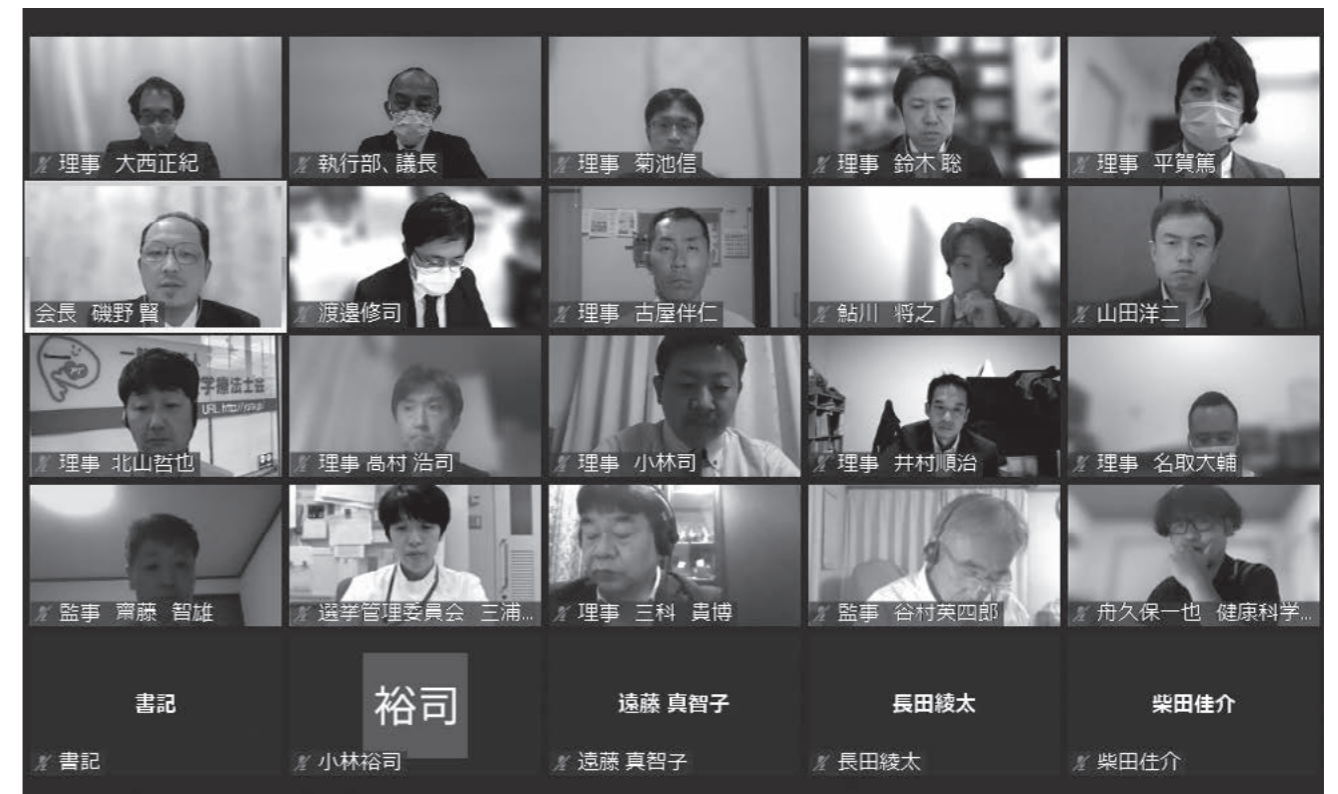 理事 大西正紀
執行部、議長
理事 菊池信
理事 鈴木 聡
理事 平賀篤
会長 磯野 賢
渡邉修司
理事 古屋伴仁
鮎川 将之
山田洋二
学療法士会
URL
理事 北山哲也
理事 高村 浩司
理事 小林司
理事 井村順治
理事 名取大輔
監事 齋藤 智雄
選挙管理委員会 三浦...
理事 三科 貴博
監事 谷村英四郎
舟久保一也 健康科学...
書記
裕司
遠藤 真智子
長田綾太
柴田佳介
書記
小林裕司
遠藤 真智子
長田綾太
柴田佳介